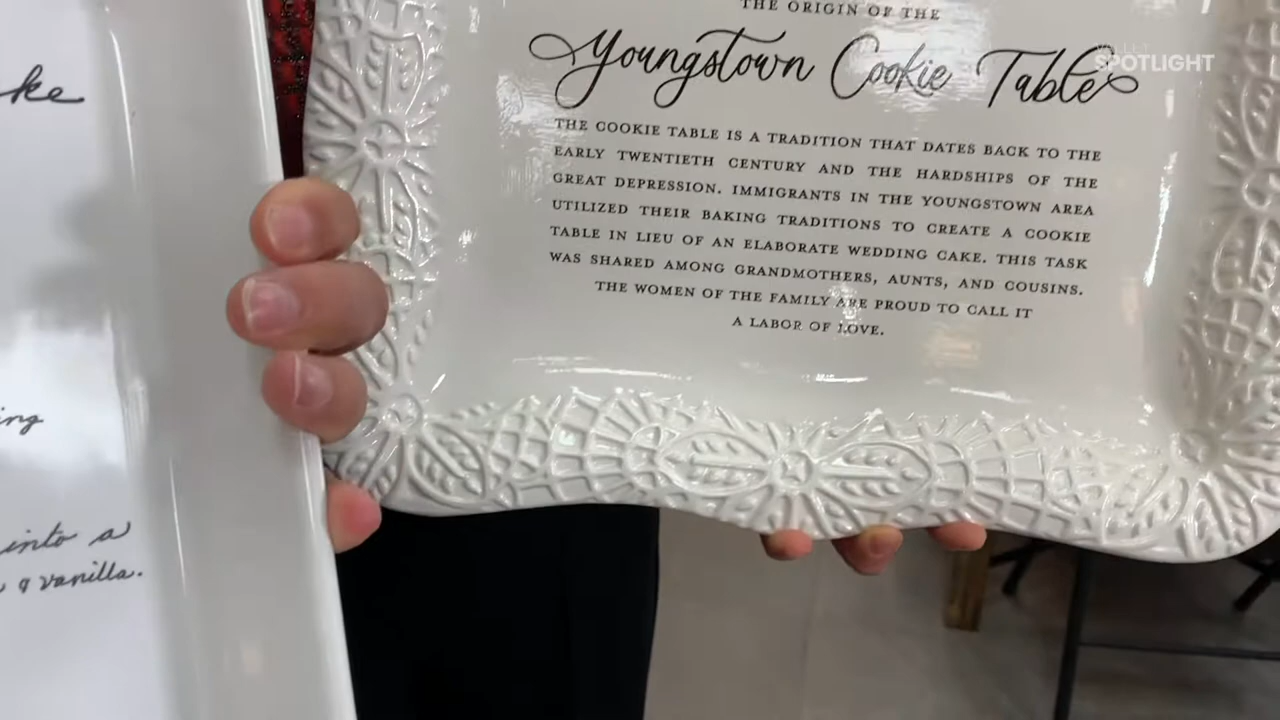 THE ORIGIN OF THE
Youngstown Cookie Table
THE COOKIE TABLE IS A TRADITION THAT DATES BACK TO THE
EARLY TWENTIETH CENTURY AND THE HARDSHIPS OF THE
GREAT DEPRESSION. IMMIGRANTS IN THE YOUNGSTOWN AREA
UTILIZED THEIR BAKING TRADITIONS TO CREATE A COOKIE
TABLE IN LIEU OF AN ELABORATE WEDDING CAKE. THIS TASK
WAS SHARED AMONG GRANDMOTHERS, AUNTS, AND COUSINS.
THE WOMEN OF THE FAMILY ARE PROUD TO CALL IT
A LABOR OF LOVE.
SPOTLIGHT
ke
ing
into a
& vanilla.